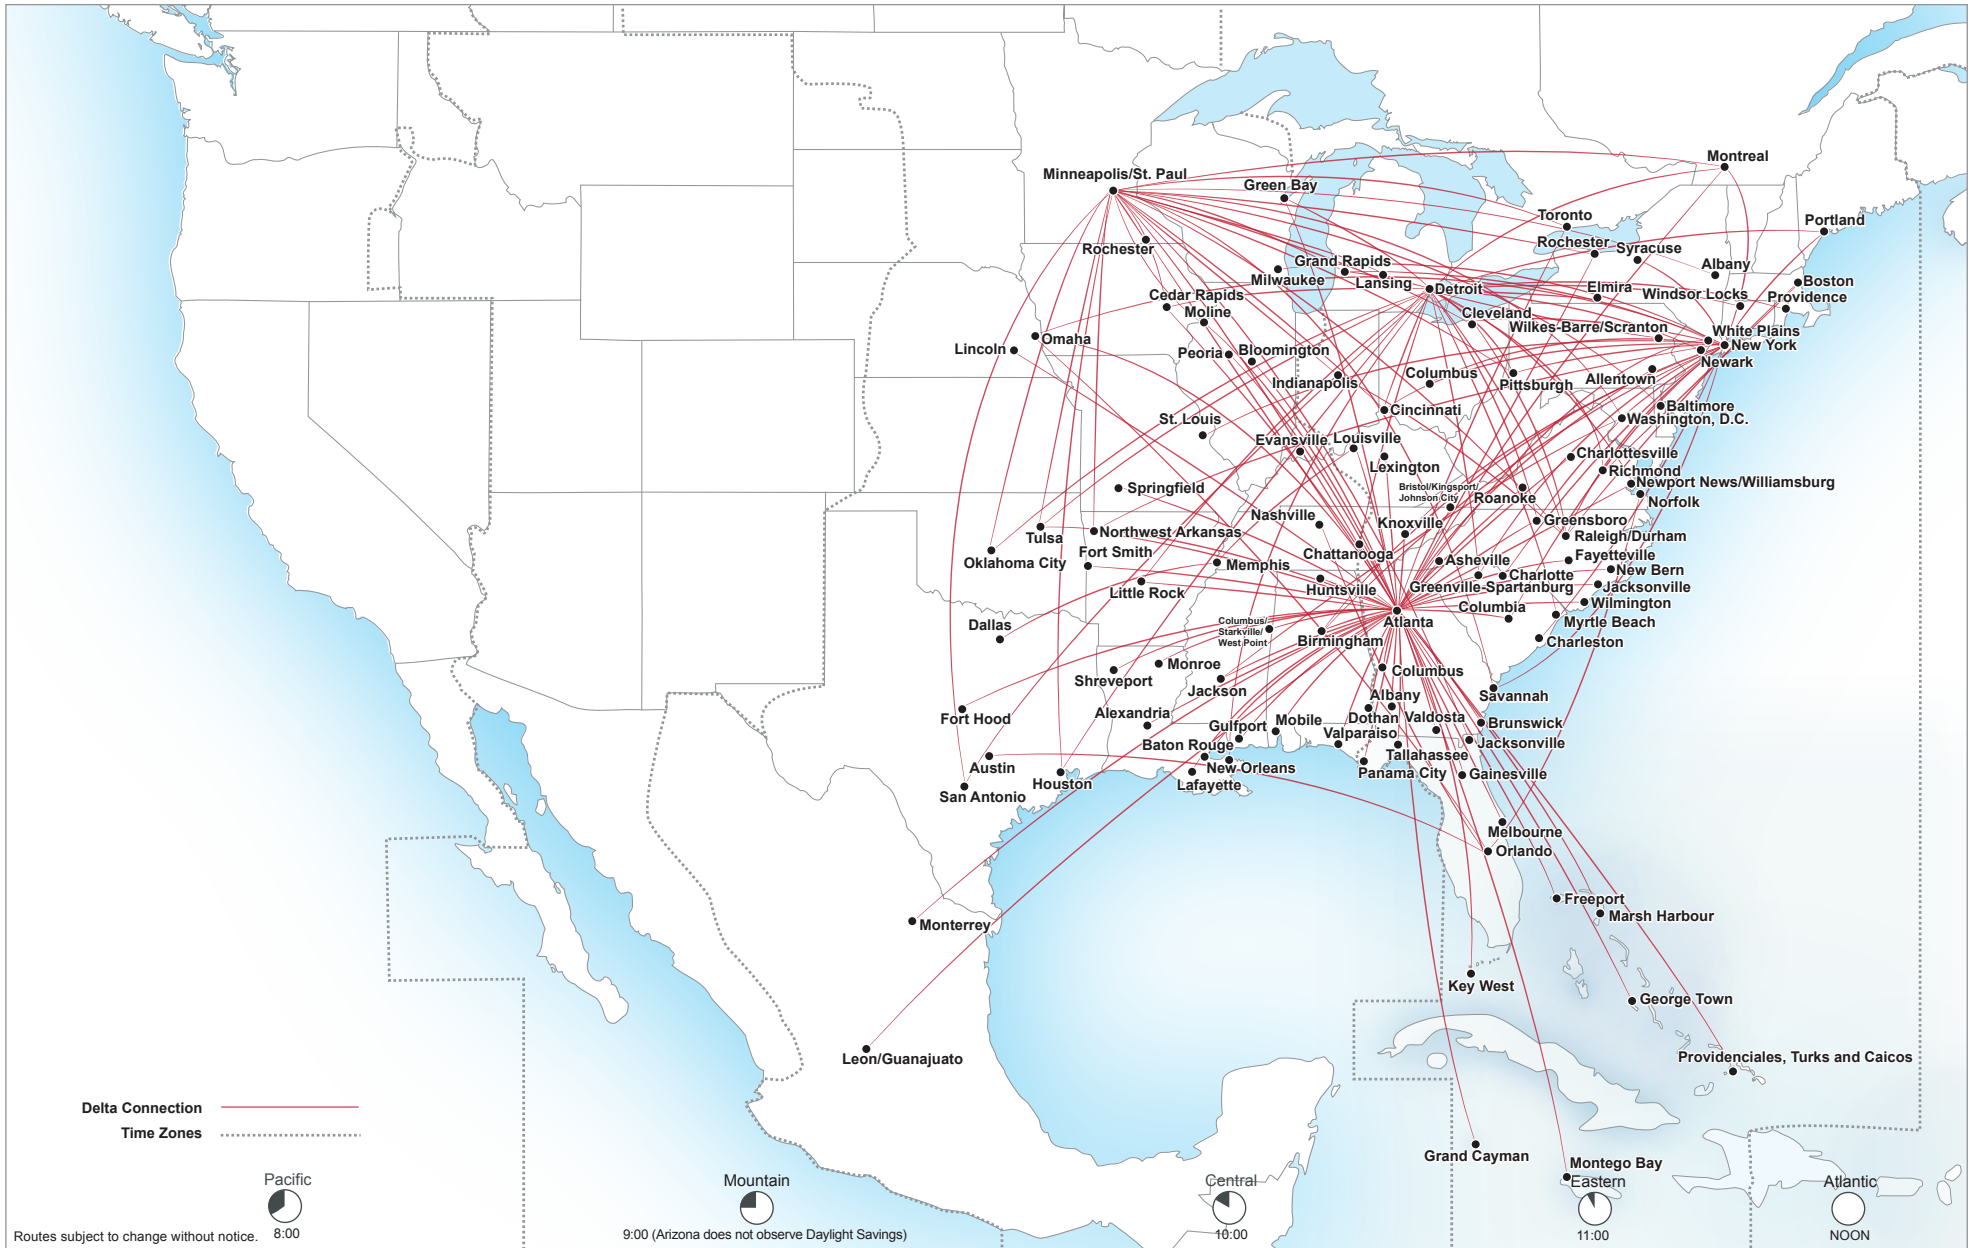 Montreal
Minneapolis/St. Paul
Green Bay
Toronto
Portland
Rochester
Rochester
Syracuse
Grand Rapids
Albany
Milwaukee
Lansing
Detroit
Elmira
Windsor Locks
Boston
Providence
Cedar Rapids
Moline
Cleveland
Wilkes-Barre/Scranton
White Plains
New York
Newark
Omaha
Lincoln
Peoria
Bloomington
Indianapolis
Columbus
Pittsburgh
Allentown
Cincinnati
Baltimore
Washington, D.C.
St. Louis
Evansville
Louisville
Lexington
Charlottesville
Richmond
Newport News/Williamsburg
Norfolk
Springfield
Bristol/Kingsport/
Johnson City
Roanoke
Nashville
Knoxville
Greensboro
Raleigh/Durham
Tulsa
Northwest Arkansas
Oklahoma City
Fort Smith
Chattanooga
Fayetteville
Memphis
Asheville
New Bern
Charlotte
Little Rock
Huntsville
Greenville-Spartanburg
Jacksonville
Wilmington
Columbia
Dallas
Columbus/
Starkville/
West Point
Birmingham
Atlanta
Myrtle Beach
Charleston
Monroe
Shreveport
Jackson
Columbus
Albany
Savannah
Fort Hood
Alexandria
Gulfport
Mobile
Dothan
Valdosta
Brunswick
Valparaiso
Jacksonville
Baton Rouge
Tallahassee
Austin
New Orleans
Panama City
Gainesville
San Antonio
Houston
Lafayette
Melbourne
Orlando
Freeport
Marsh Harbour
Monterrey
Key West
George Town
Leon/Guanajuato
Providenciales, Turks and Caicos
Delta Connection
Time Zones
Grand Cayman
Montego Bay
Pacific
Mountain
Central
Eastern
Atlantic
Routes subject to change without notice.
8:00
9:00 (Arizona does not observe Daylight Savings)
10:00
11:00
NOON